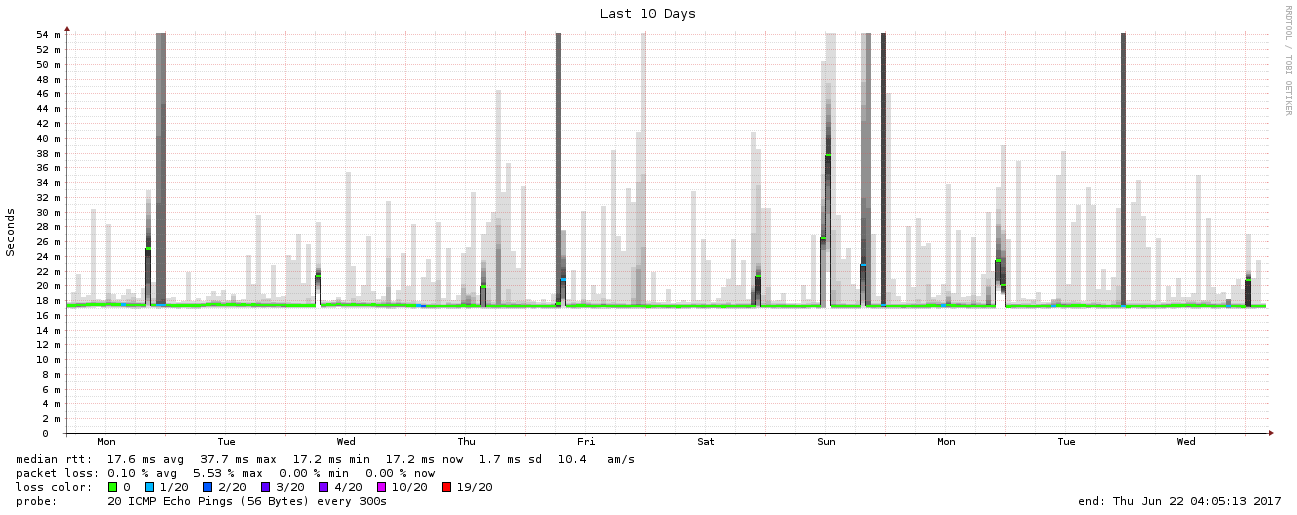 Last 10 Days
RRDTOOL / TOBI OETIKER
Seconds
54 m
52 m
50 m
48 m
46 m
44 m
42 m
40 m
38 m
36 m
34 m
32 m
30 m
28 m
26 m
24 m
22 m
20 m
18 m
16 m
14 m
12 m
10 m
8 m
6 m
4 m
2 m
0
Mon Tue Wed Thu Fri Sat Sun Mon Tue Wed
median rtt: 17.6 ms avg 37.7 ms max 17.2 ms min 17.2 ms now 1.7 ms sd 10.4 am/s
packet loss: 0.10 % avg 5.53 % max 0.00 % min 0.00 % now
loss color: 0 1/20 2/20 3/20 4/20 10/20 19/20
probe: 20 ICMP Echo Pings (56 Bytes) every 300s end: Thu Jun 22 04:05:13 2017